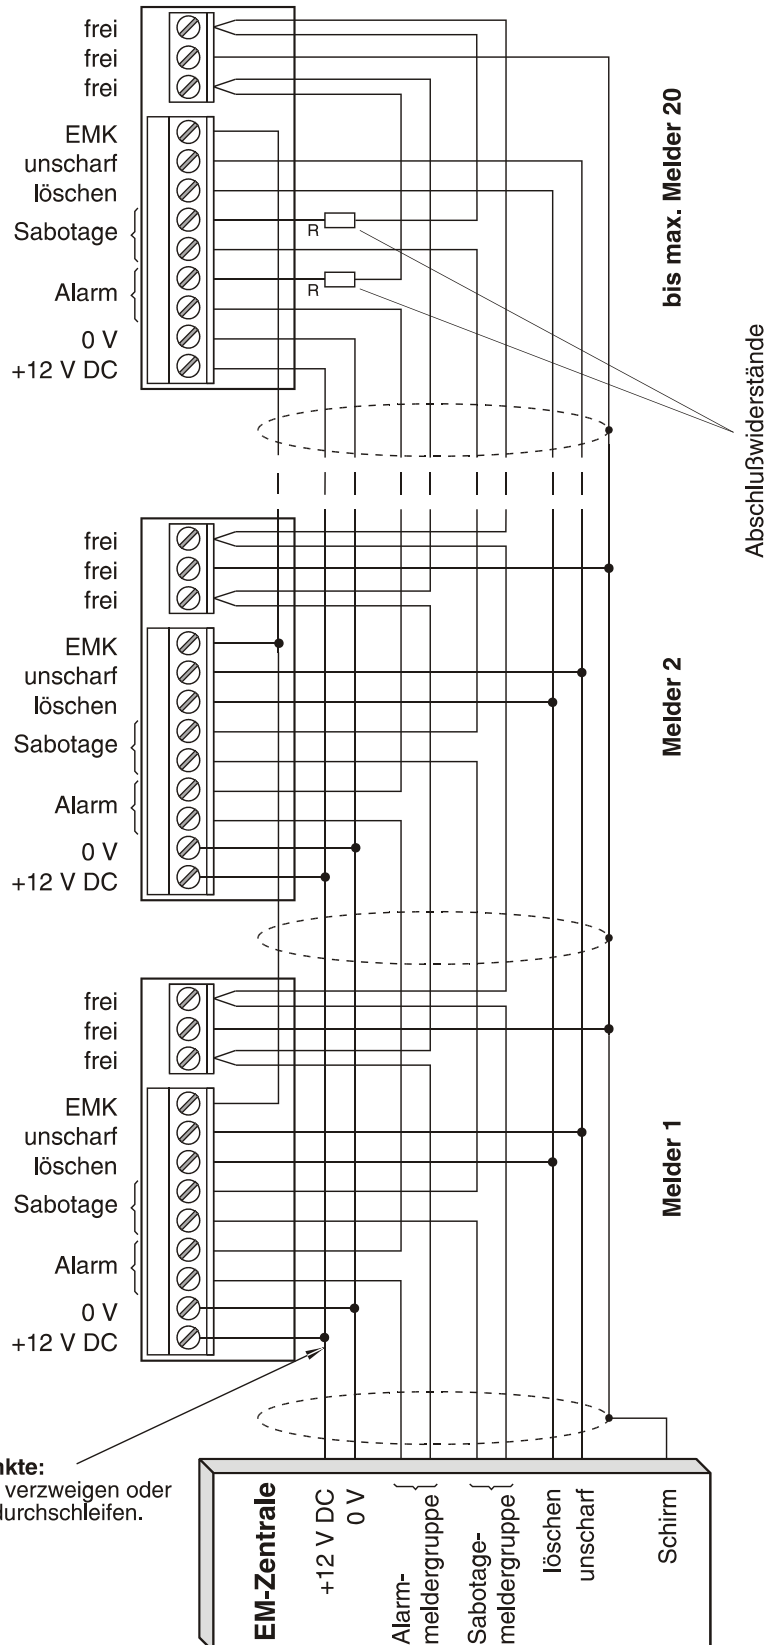 frei
frei
frei
EMK
unscharf
löschen
Sabotage
Alarm
0 V
+12 V DC
R
R
bis max. Melder 20
Abschlußwiderstände
frei
frei
frei
EMK
unscharf
löschen
Sabotage
Alarm
0 V
+12 V DC
Melder 2
frei
frei
frei
EMK
unscharf
löschen
Sabotage
Alarm
0 V
+12 V DC
Melder 1
nkte:
verzweigen oder
durchschleifen.
EM-Zentrale
+12 V DC
0 V
Alarm-
meldergruppe
Sabotage-
meldergruppe
löschen
unscharf
Schirm